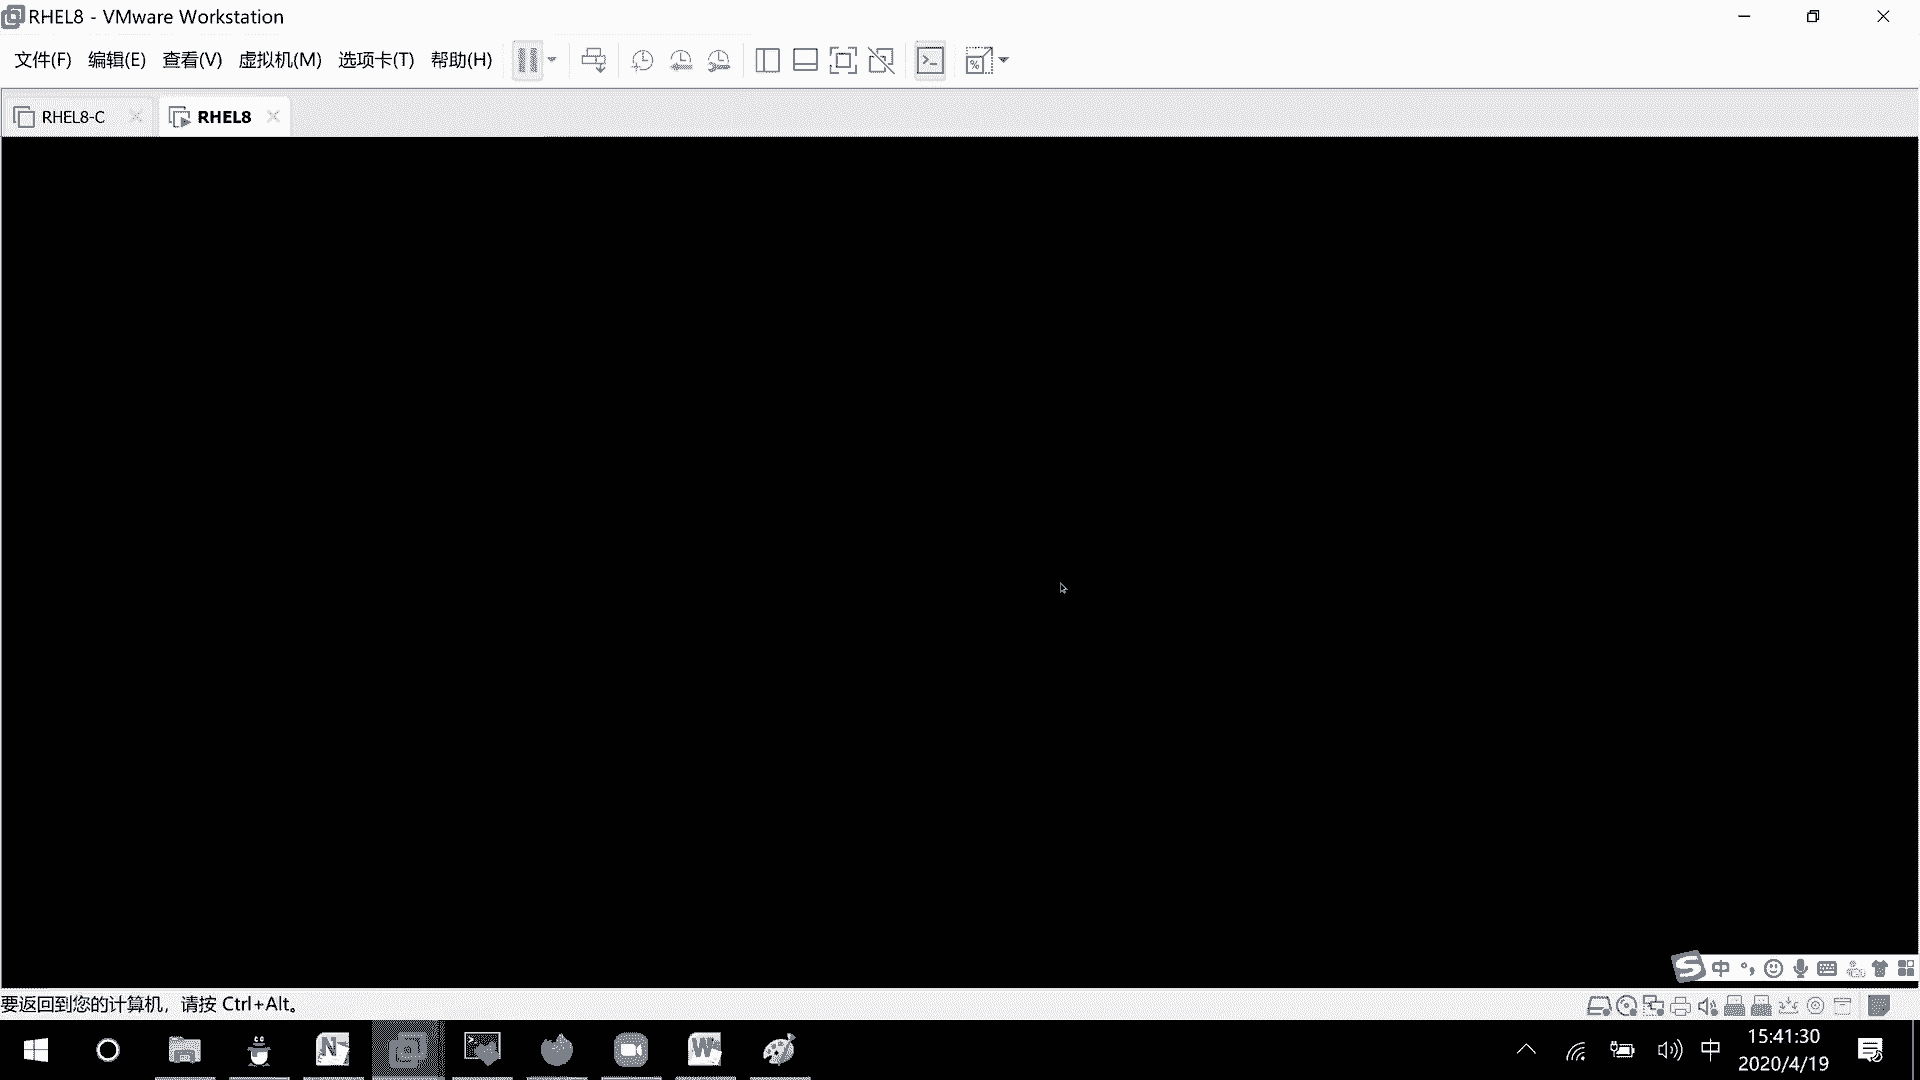 RHEL8 - VMware Workstation
文件(F) 编辑(E) 查看(V) 虚拟机(M) 选项卡(T) 帮助(H)
RHEL8-C RHEL8
中
要返回到您的计算机，请按 Ctrl+Alt。
中 15:41:30
2020/4/19